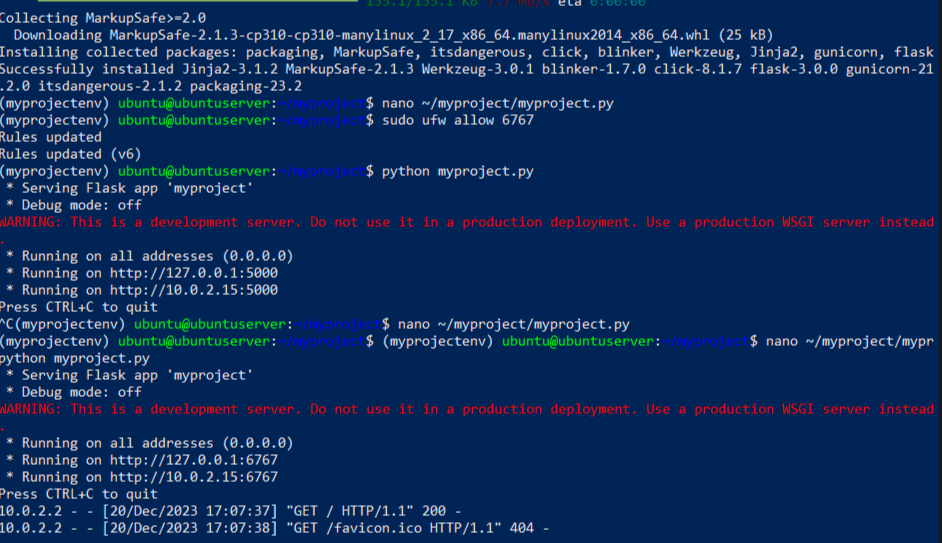 155.1/155.1 KB 7.7 MB/s eta 0:00:00
Collecting MarkupSafe>=2.0
  Downloading MarkupSafe-2.1.3-cp310-cp310-manylinux_2_17_x86_64.manylinux2014_x86_64.whl (25 kB)
Installing collected packages: packaging, MarkupSafe, itsdangerous, click, blinker, Werkzeug, Jinja2, gunicorn, flask
Successfully installed Jinja2-3.1.2 MarkupSafe-2.1.3 Werkzeug-3.0.1 blinker-1.7.0 click-8.1.7 flask-3.0.0 gunicorn-21
.2.0 itsdangerous-2.1.2 packaging-23.2
(myprojectenv) ubuntu@ubuntuserver:~/myproject$ nano ~/myproject/myproject.py
(myprojectenv) ubuntu@ubuntuserver:~/myproject$ sudo ufw allow 6767
Rules updated
Rules updated (v6)
(myprojectenv) ubuntu@ubuntuserver:~/myproject$ python myproject.py
 * Serving Flask app 'myproject'
 * Debug mode: off
WARNING: This is a development server. Do not use it in a production deployment. Use a production WSGI server instead
.
 * Running on all addresses (0.0.0.0)
 * Running on http://127.0.0.1:5000
 * Running on http://10.0.2.15:5000
Press CTRL+C to quit
^C(myprojectenv) ubuntu@ubuntuserver:~/myproject$ nano ~/myproject/myproject.py
(myprojectenv) ubuntu@ubuntuserver:~/myproject$ (myprojectenv) ubuntu@ubuntuserver:~/myproject$ nano ~/myproject/mypr
python myproject.py
 * Serving Flask app 'myproject'
 * Debug mode: off
WARNING: This is a development server. Do not use it in a production deployment. Use a production WSGI server instead
.
 * Running on all addresses (0.0.0.0)
 * Running on http://127.0.0.1:6767
 * Running on http://10.0.2.15:6767
Press CTRL+C to quit
10.0.2.2 - - [20/Dec/2023 17:07:37] "GET / HTTP/1.1" 200 -
10.0.2.2 - - [20/Dec/2023 17:07:38] "GET /favicon.ico HTTP/1.1" 404 -